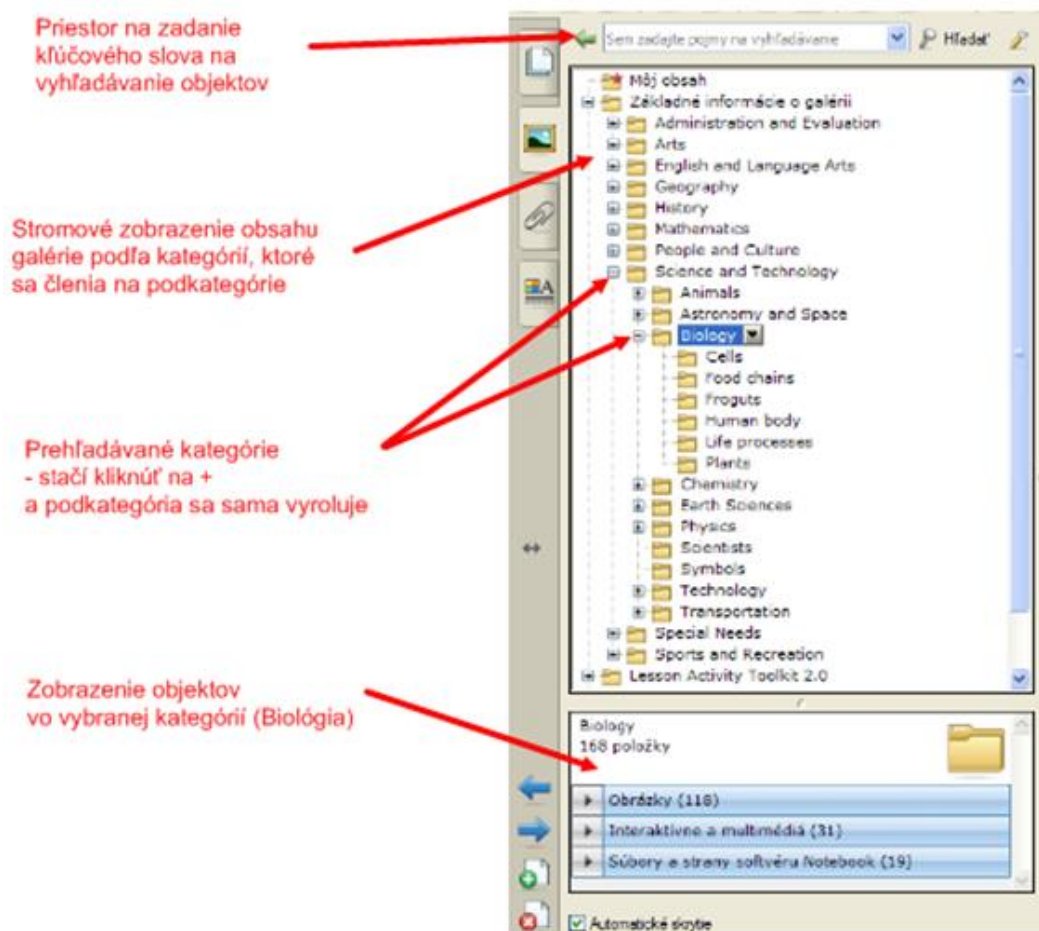 Priestor na zadanie
kľúčového slova na
vyhľadávanie objektov
Stromové zobrazenie obsahu
galérie podľa kategórií, ktoré
sa členia na podkategórie
Prehľadávané kategórie
- stačí kliknúť na +
a podkategória sa sama vyroluje
Zobrazenie objektov
vo vybranej kategórií (Biológia)
Sem zadajte pojmy na vyhľadávanie
Hľadať
Môj obsah
Základné informácie o galérii
Administration and Evaluation
Arts
English and Language Arts
Geography
History
Mathematics
People and Culture
Science and Technology
Animals
Astronomy and Space
Biology
Cells
Food chains
Froguts
Human body
Life processes
Plants
Chemistry
Earth Sciences
Physics
Scientists
Symbols
Technology
Transportation
Special Needs
Sports and Recreation
Lesson Activity Toolkit 2.0
Biology
168 položky
Obrázky (118)
Interaktívne a multimédiá (31)
Súbory a strany softvéru Notebook (19)
Automatické skrytie